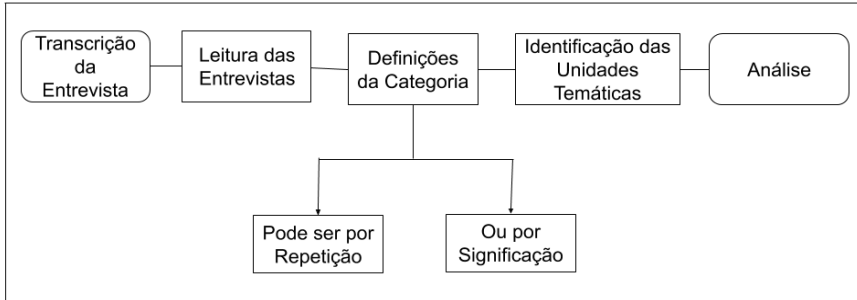 Transcrição
da
Entrevista
Leitura das
Entrevistas
Definições
da Categoria
Identificação das
Unidades
Temáticas
Análise
Pode ser por
Repetição
Ou por
Significação